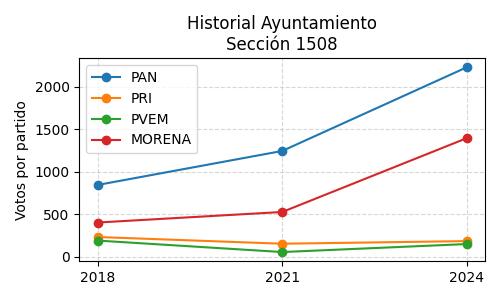 Historial Ayuntamiento
Sección 1508
PAN
PRI
PVEM
MORENA
Votos por partido
2000
1500
1000
500
0
2018
2021
2024